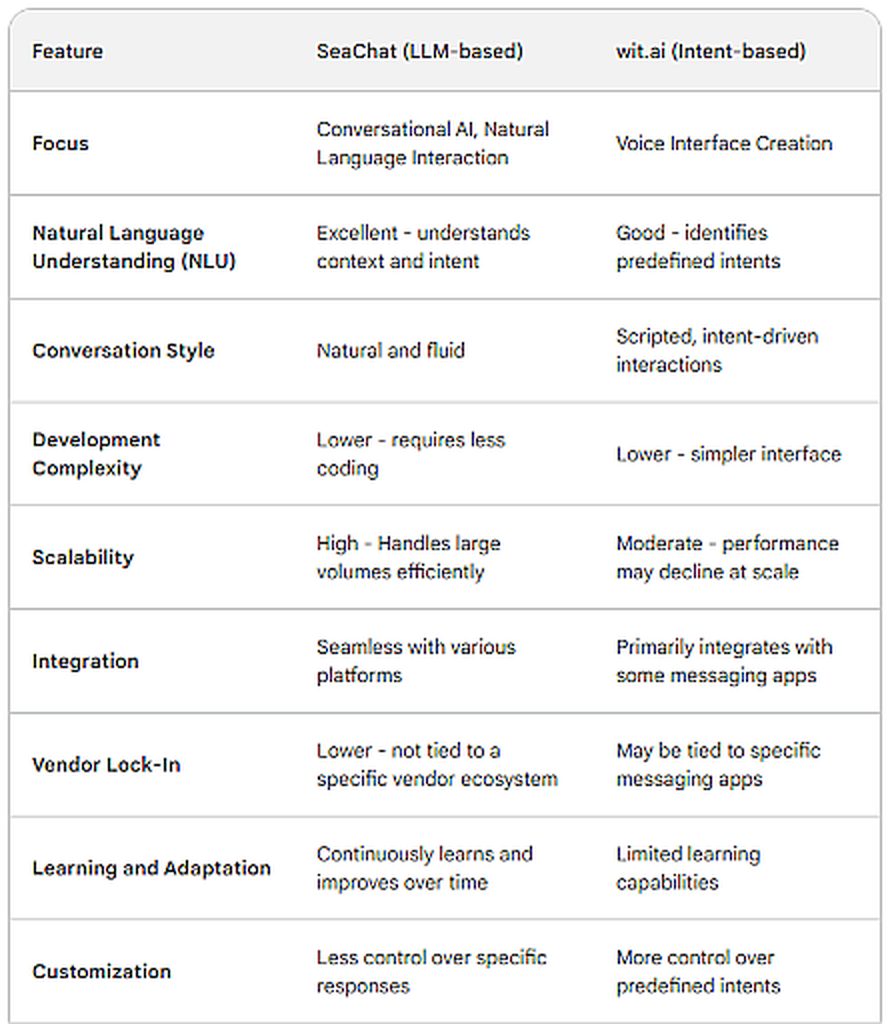 Feature SeaChat (LLM-based) wit.ai (Intent-based)
Focus
Conversational AI, Natural
Language Interaction
Voice Interface Creation
Natural Language
Understanding (NLU)
Excellent - understands
context and intent
Good - identifies
predefined intents
Conversation Style
Natural and fluid
Scripted, intent-driven
interactions
Development
Complexity
Lower - requires less
coding
Lower - simpler interface
Scalability
High - Handles large
volumes efficiently
Moderate - performance
may decline at scale
Integration
Seamless with various
platforms
Primarily integrates with
some messaging apps
Vendor Lock-In
Lower - not tied to a
specific vendor ecosystem
May be tied to specific
messaging apps
Learning and Adaptation
Continuously learns and
improves over time
Limited learning
capabilities
Customization
Less control over specific
responses
More control over
predefined intents